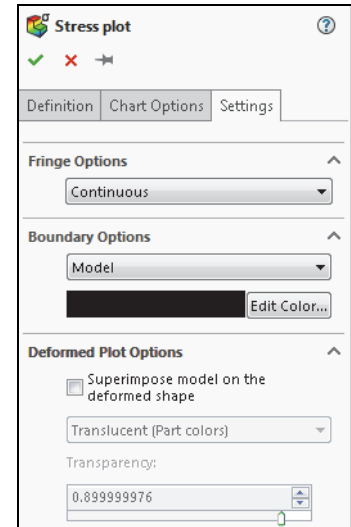 Stress plot
Definition
Chart Options
Settings
Fringe Options
Continuous
Boundary Options
Model
Edit Color...
Deformed Plot Options
Superimpose model on the
deformed shape
Translucent (Part colors)
Transparency:
0.899999976